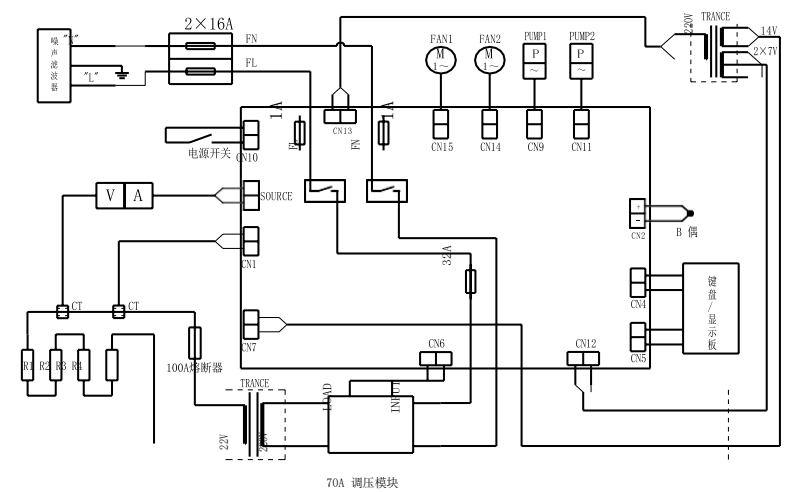 2×16A
TRANCE
220V
14V
2×7V
噪声滤波器
"N"
"L"
FN
FL
FAN1
FAN2
PUMP1
PUMP2
M
1～
M
1～
P
～
P
～
1A
1A
FL
FN
CN13
CN15
CN14
CN9
CN11
电源开关
CN10
V
A
SOURCE
+
-
CN2
B 偶
CN1
32A
CN4
键盘/显示板
CT
CT
CN7
CN6
CN12
CN5
R1
R2
R3
R4
100A熔断器
TRANCE
22V
220V
LOAD
INPUT
70A 调压模块